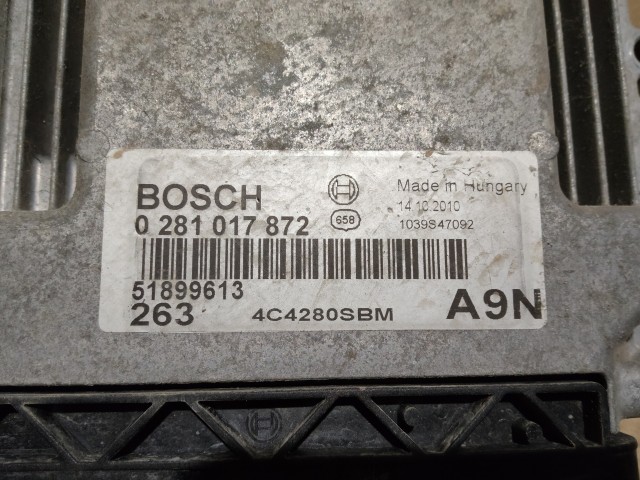 BOSCH
Made in Hungary
0 281 017 872
658
14.10.2010
1039S47092
51899613
263
4C4280SBM
A9N